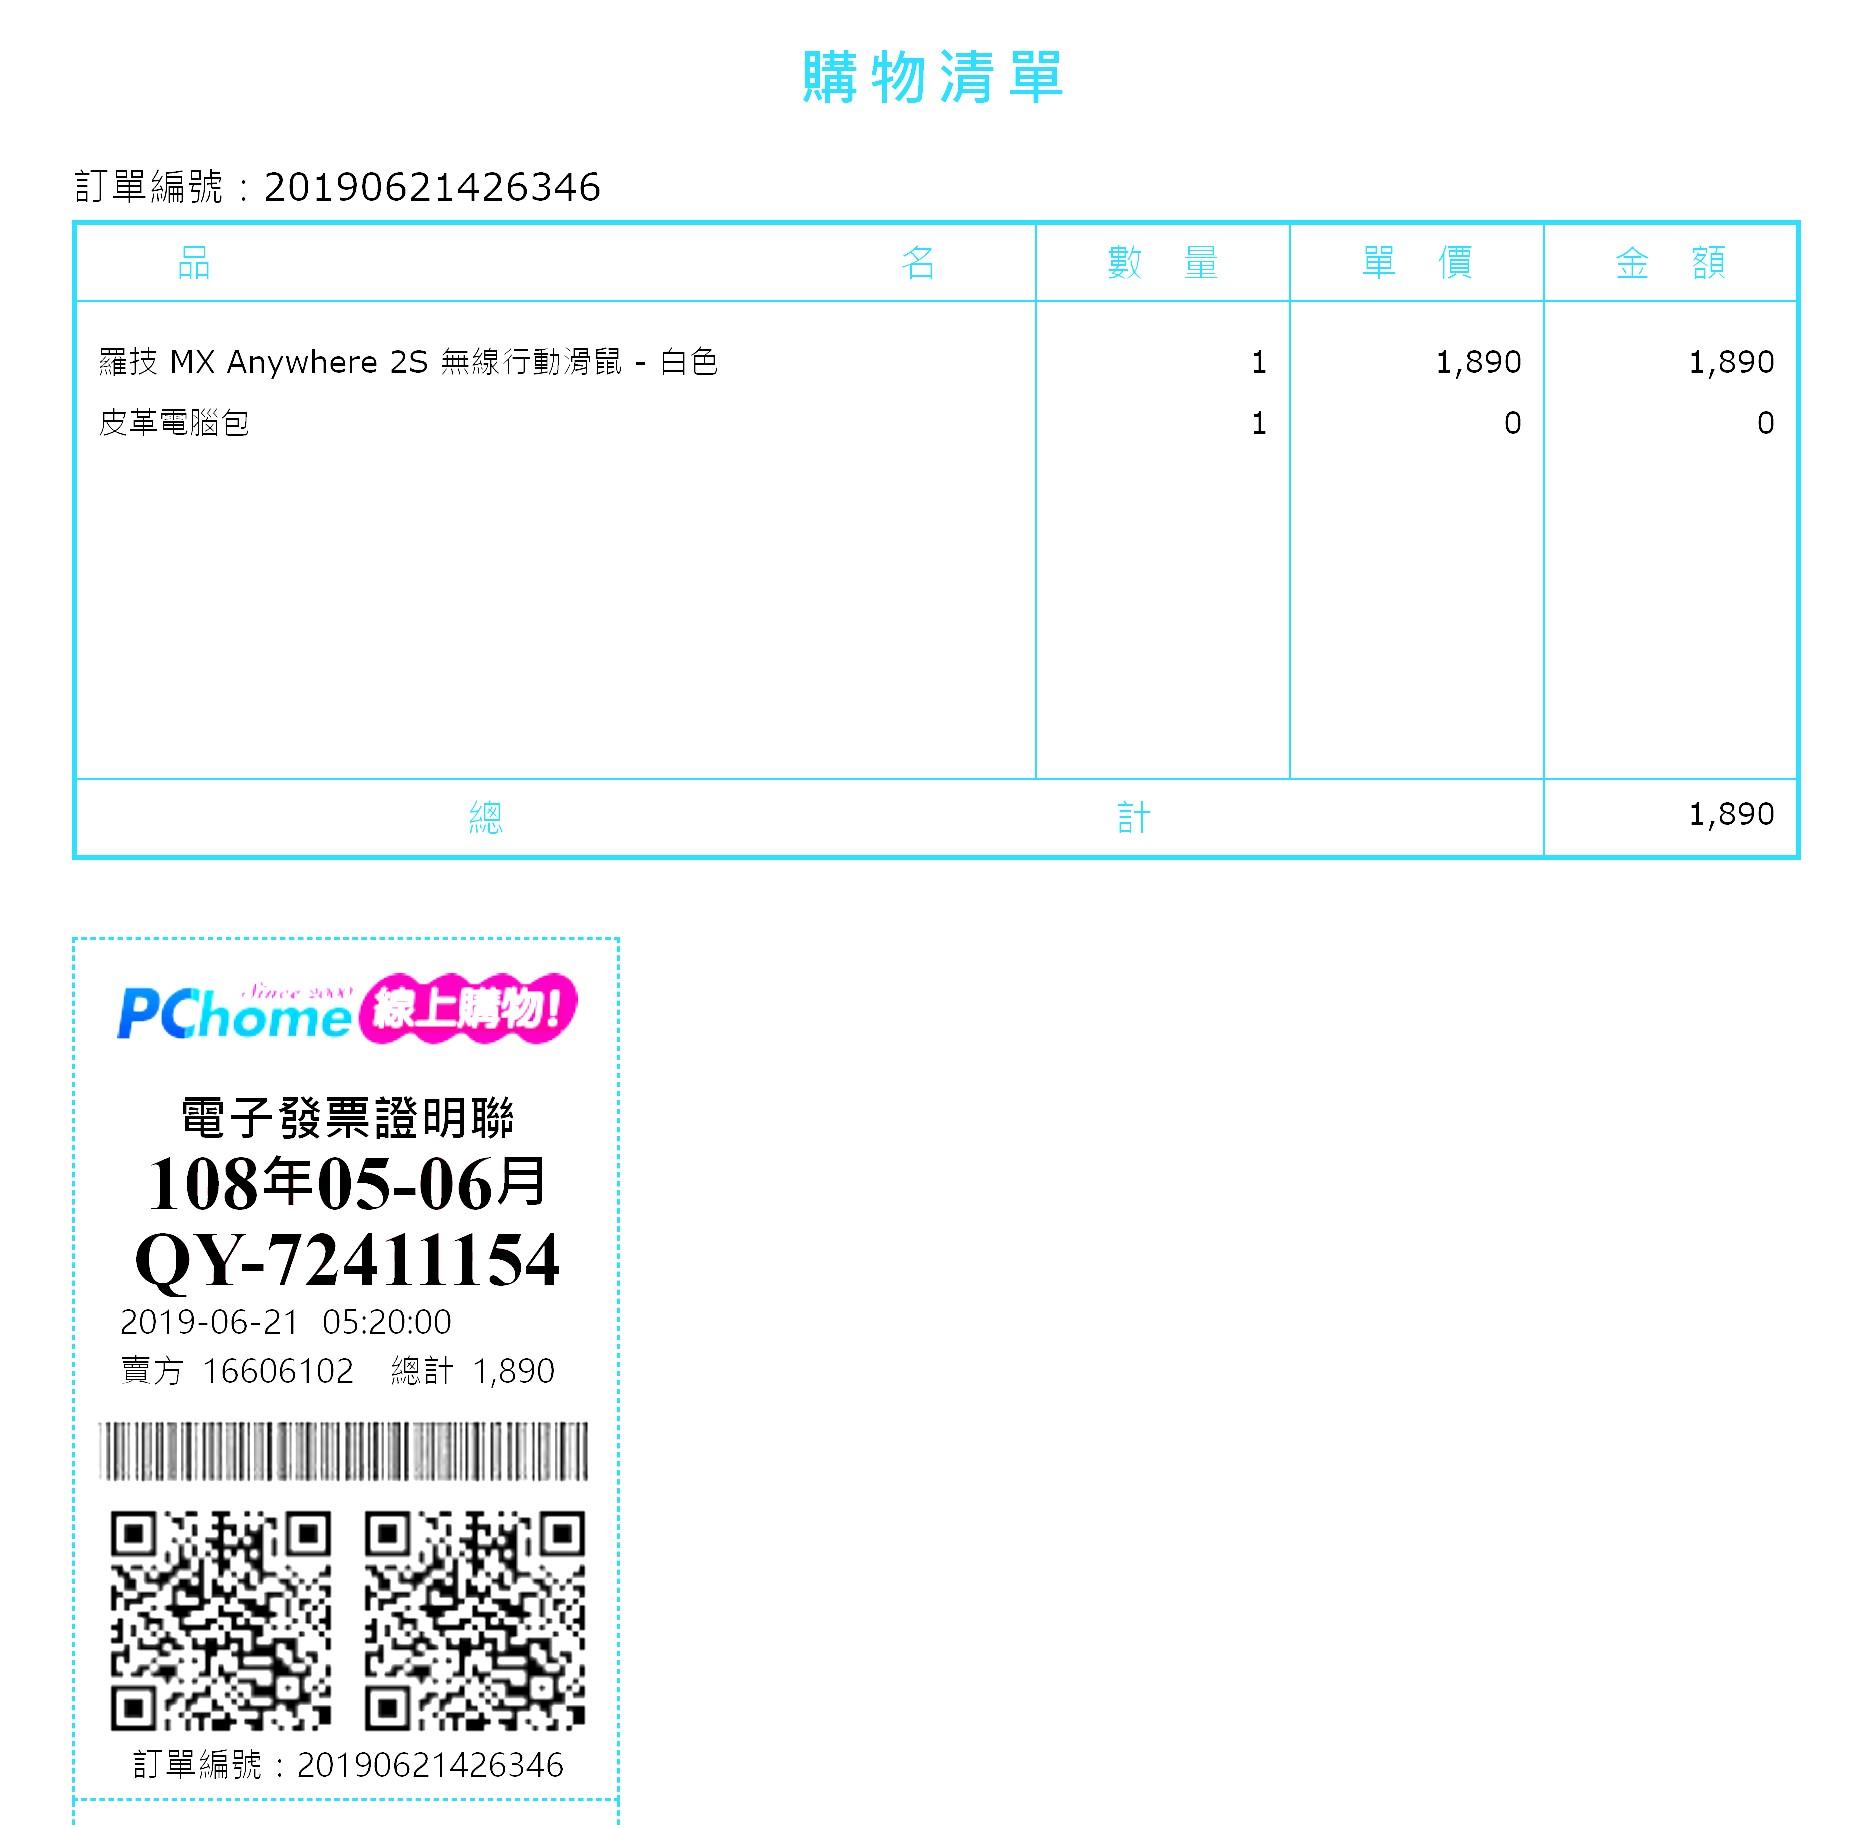 購物清單
訂單編號：20190621426346
品 名 數 量 單 價 金 額
羅技 MX Anywhere 2S 無線行動滑鼠 - 白色 1 1,890 1,890
皮革電腦包 1 0 0
總 計 1,890
PChome Since 2000 線上購物!
電子發票證明聯
108年05-06月
QY-72411154
2019-06-21 05:20:00
賣方 16606102 總計 1,890
訂單編號：20190621426346